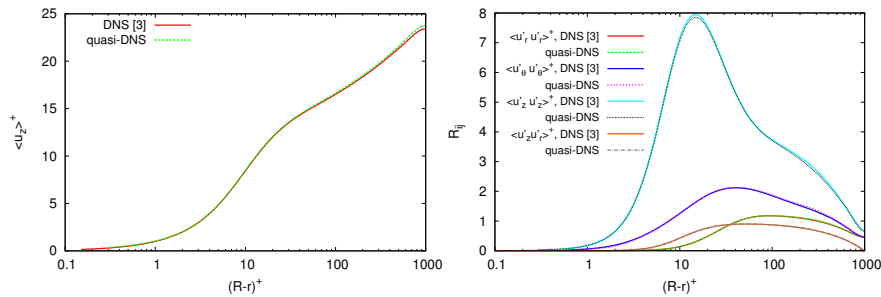 25
20
15
10
5
0
<u_z>^+
DNS [3]
quasi-DNS
0.1 1 10 100 1000
(R-r)^+
8
7
6
5
4
3
2
1
0
R_ij
<u'_r u'_r>^+, DNS [3]
quasi-DNS
<u'_θ u'_θ>^+, DNS [3]
quasi-DNS
<u'_z u'_z>^+, DNS [3]
quasi-DNS
<u'_z u'_r>^+, DNS [3]
quasi-DNS
0.1 1 10 100 1000
(R-r)^+